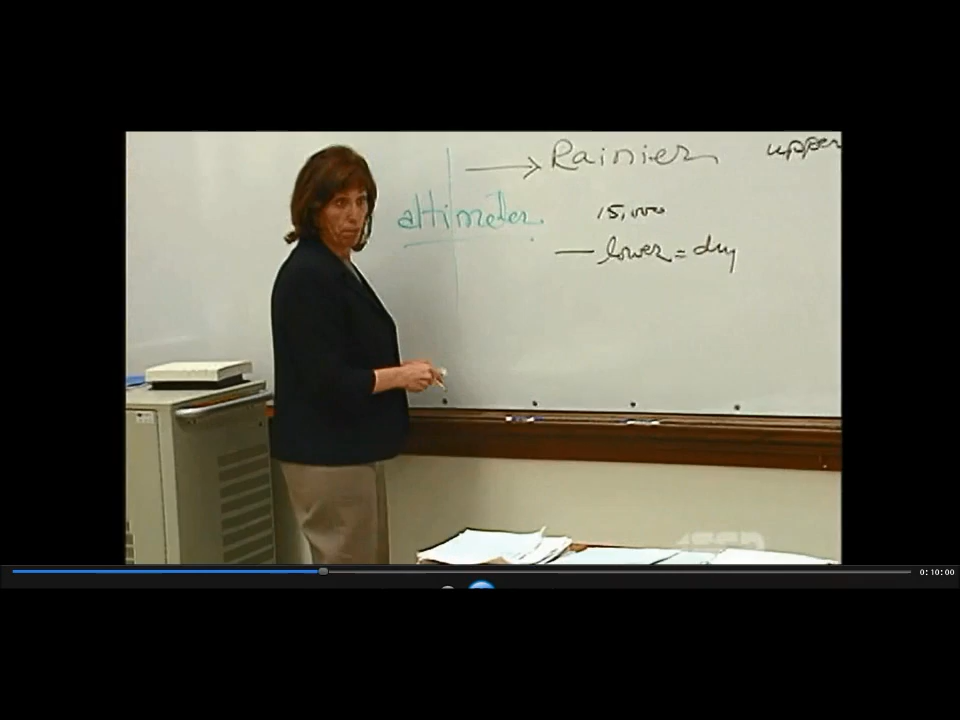 → Rainier upper
altimeter 15,000
— lower = dry
0:10:00